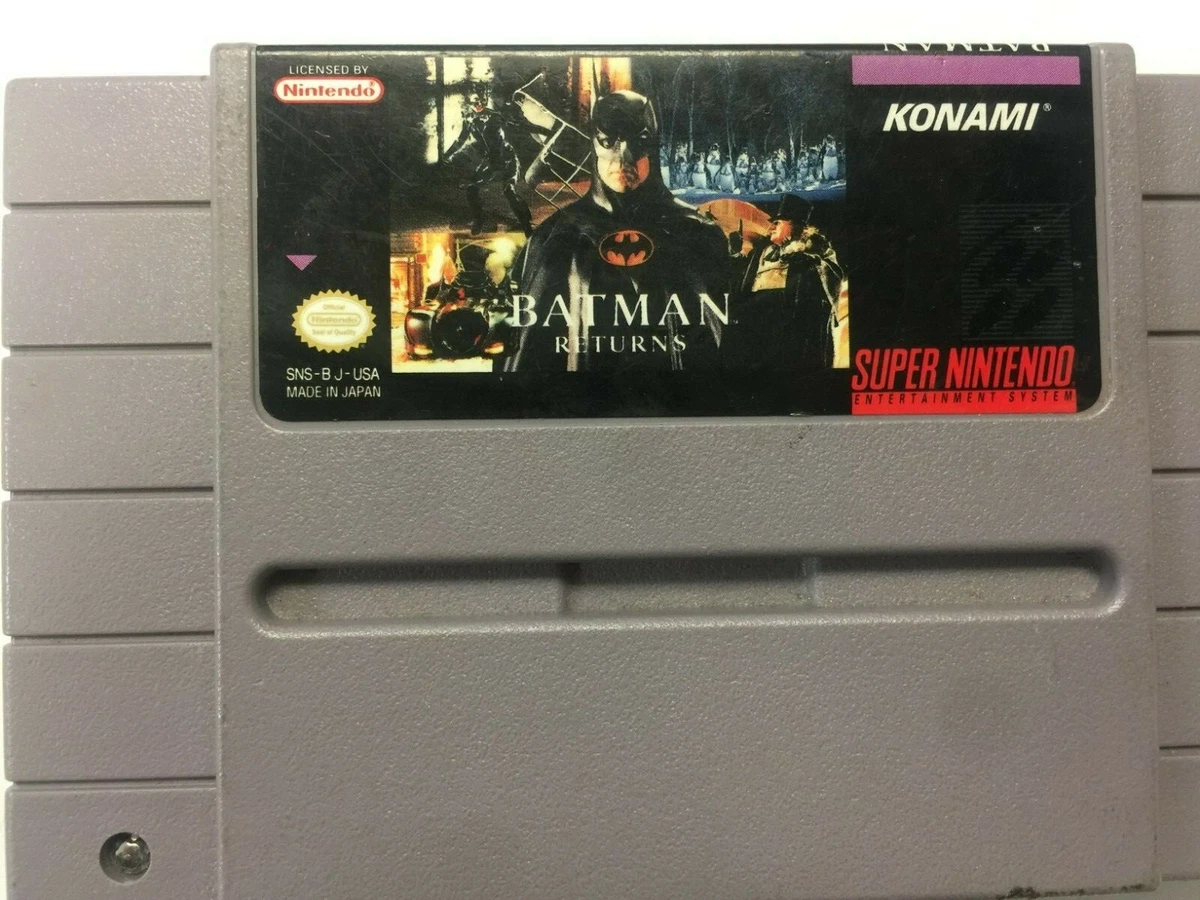 BATMAN
LICENSED BY
Nintendo®
KONAMI®
BATMAN
RETURNS
Official
Nintendo
Seal of Quality
SNS-BJ-USA
MADE IN JAPAN
SUPER NINTENDO
ENTERTAINMENT SYSTEM